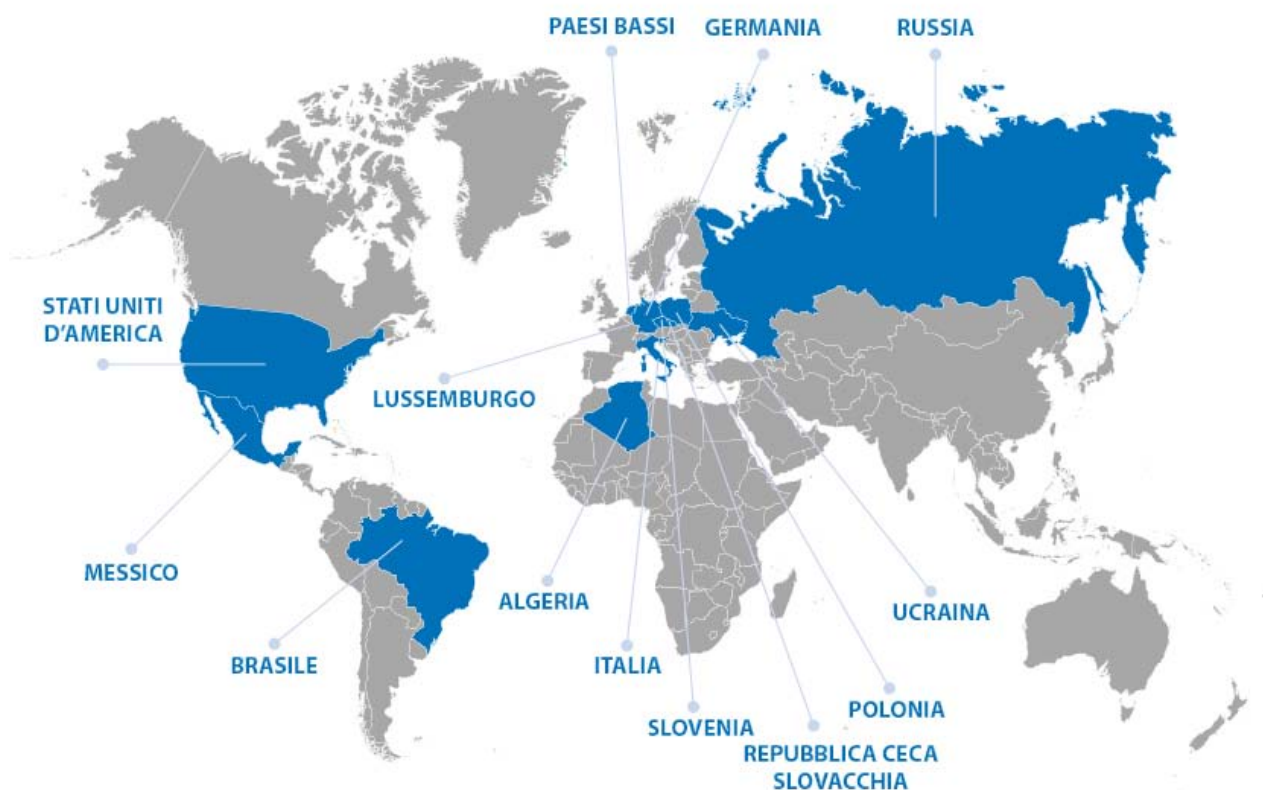 PAESI BASSI
GERMANIA
RUSSIA
STATI UNITI
D'AMERICA
LUSSEMBURGO
MESSICO
ALGERIA
UCRAINA
BRASILE
ITALIA
SLOVENIA
POLONIA
REPUBBLICA CECA
SLOVACCHIA